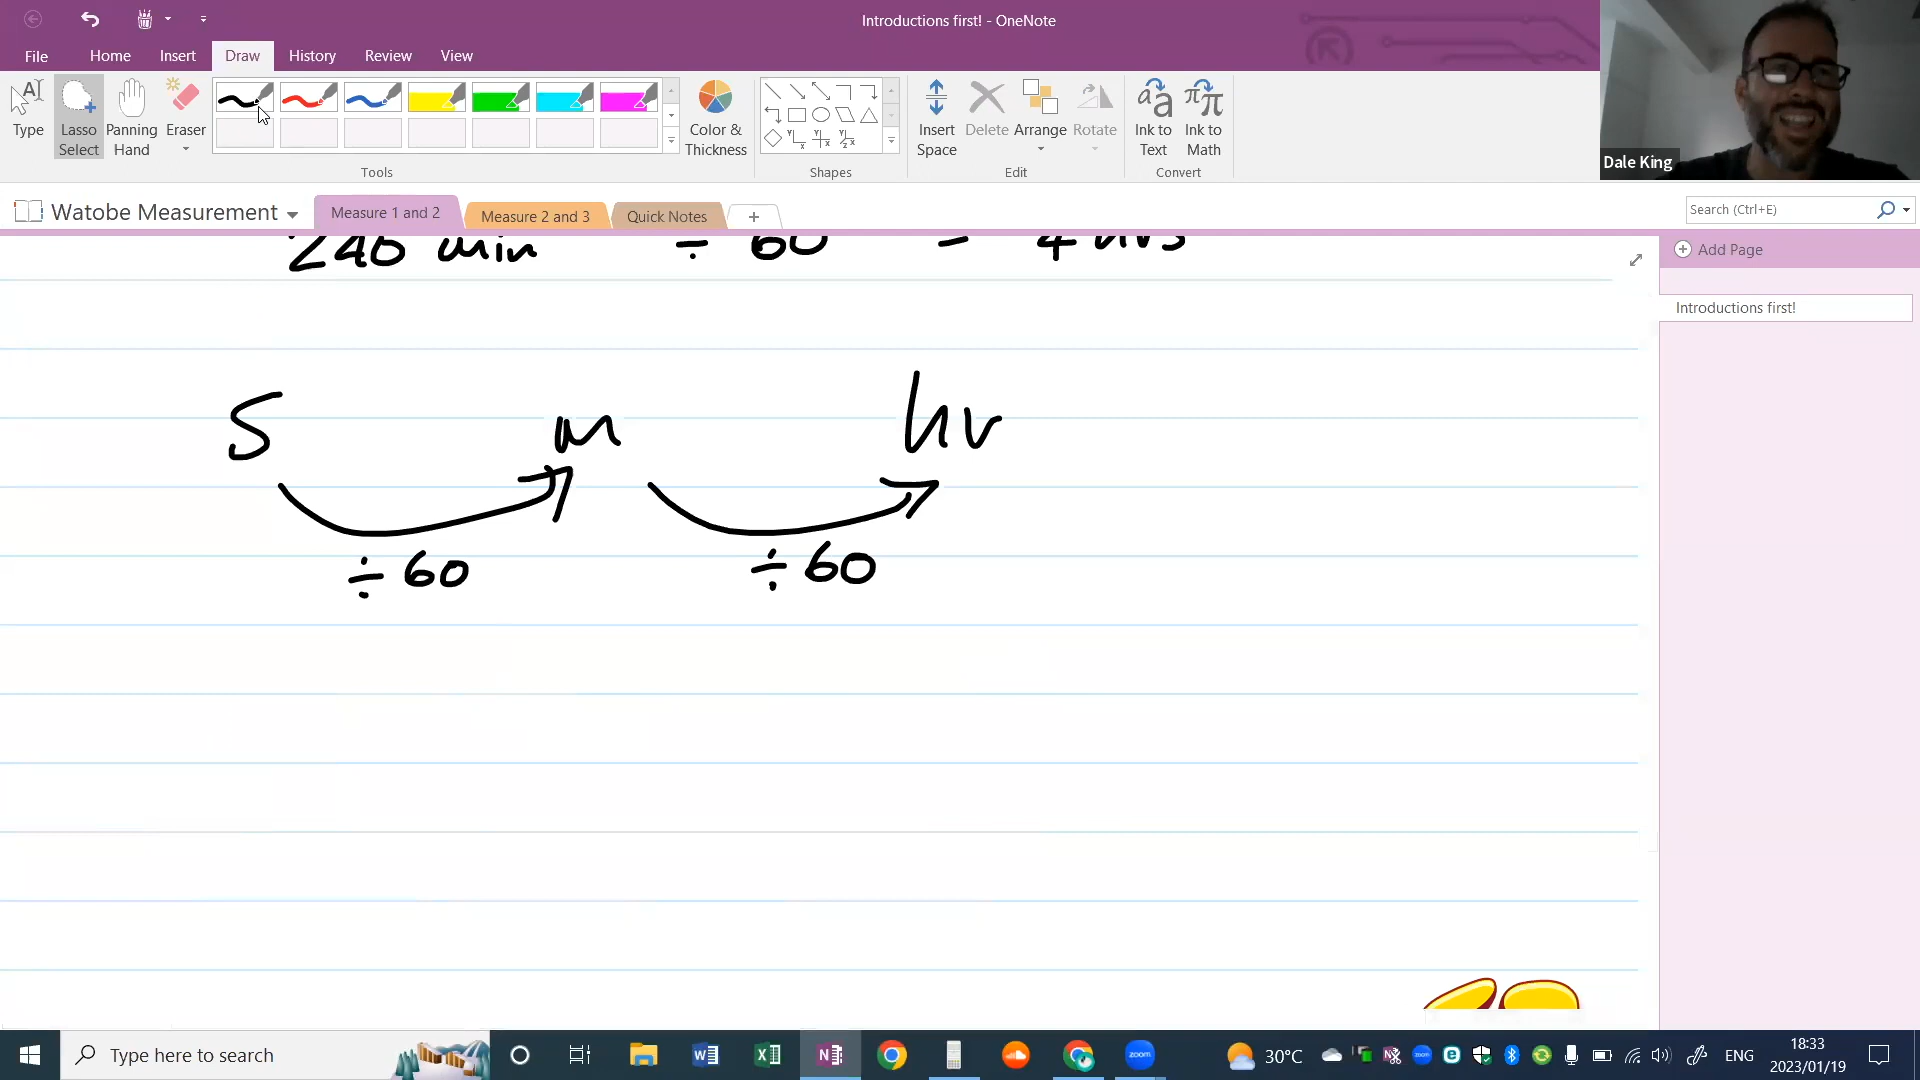 Introductions first! - OneNote
File Home Insert Draw History Review View
Type
Lasso Select
Panning Hand
Eraser
Color & Thickness
Insert Space
Delete
Arrange
Rotate
Ink to Text
Ink to Math
Tools
Shapes
Edit
Convert
Dale King
Watobe Measurement
Measure 1 and 2
Measure 2 and 3
Quick Notes
Search (Ctrl+E)
Add Page
Introductions first!
240 min ÷ 60 = 4 hrs
S m hr
÷ 60 ÷ 60
Type here to search
30°C
ENG
18:33
2023/01/19